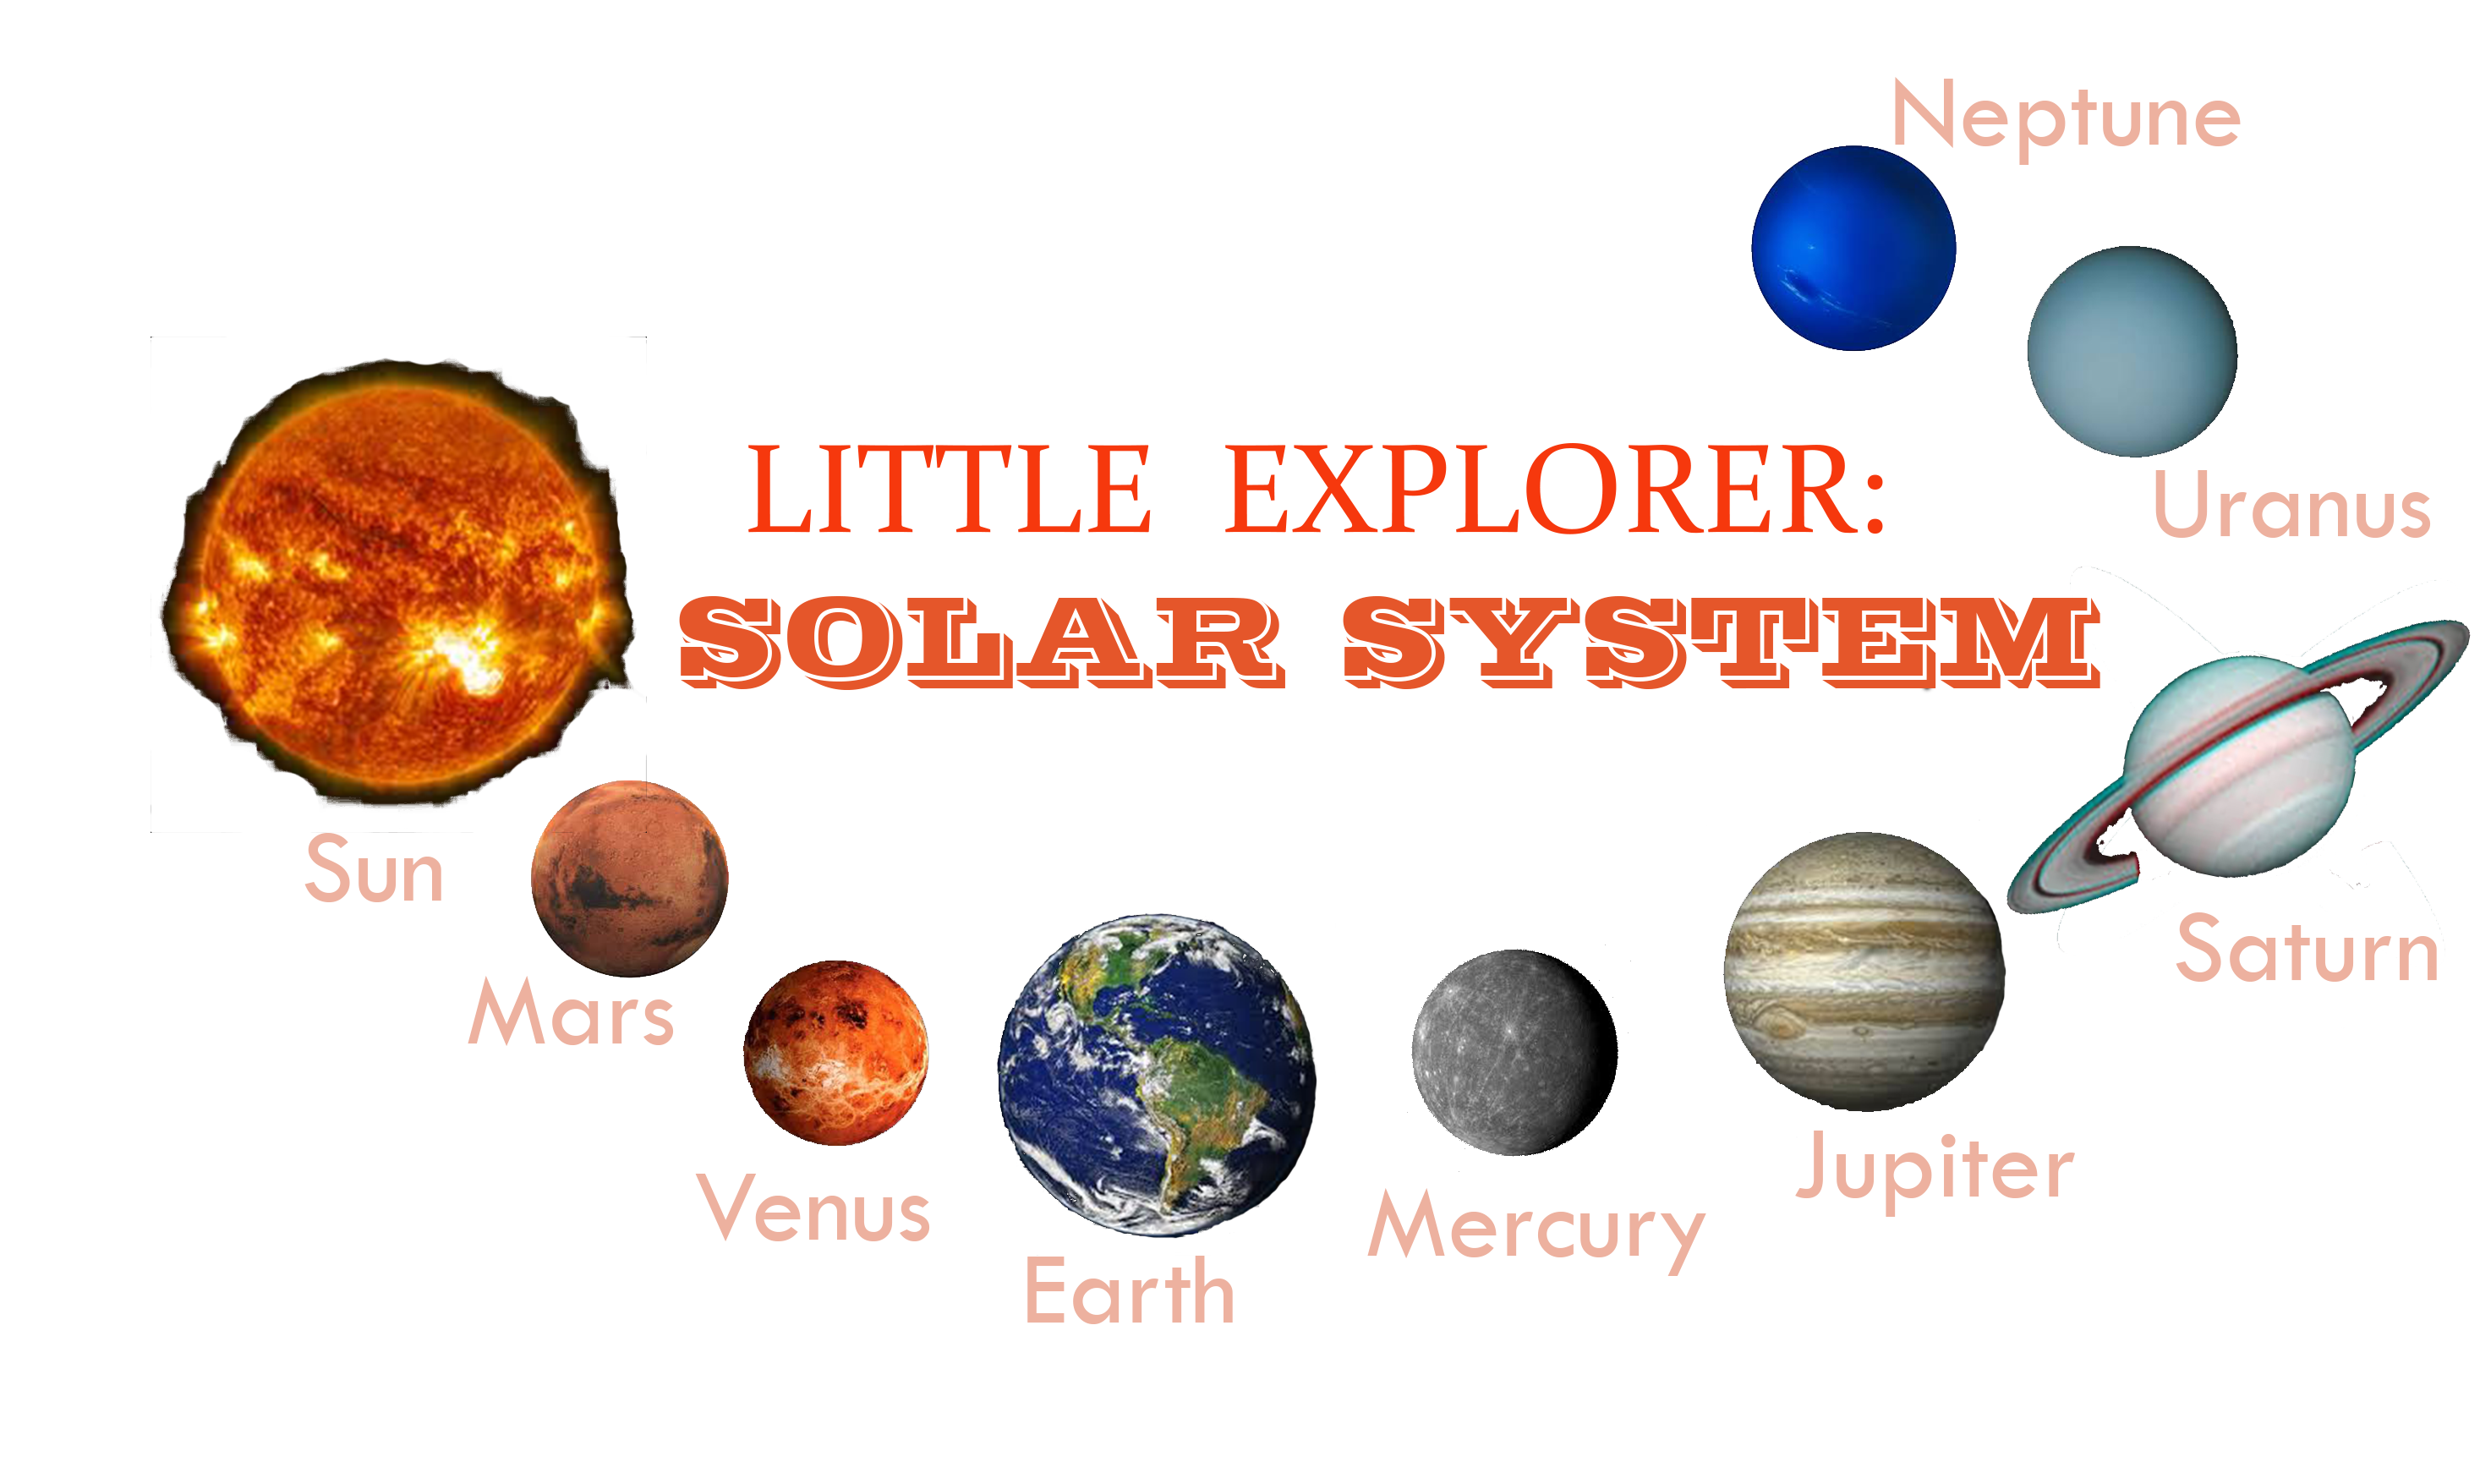 Neptune
Uranus
LITTLE EXPLORER:
SOLAR SYSTEM
Sun
Mars
Venus
Earth
Mercury
Jupiter
Saturn